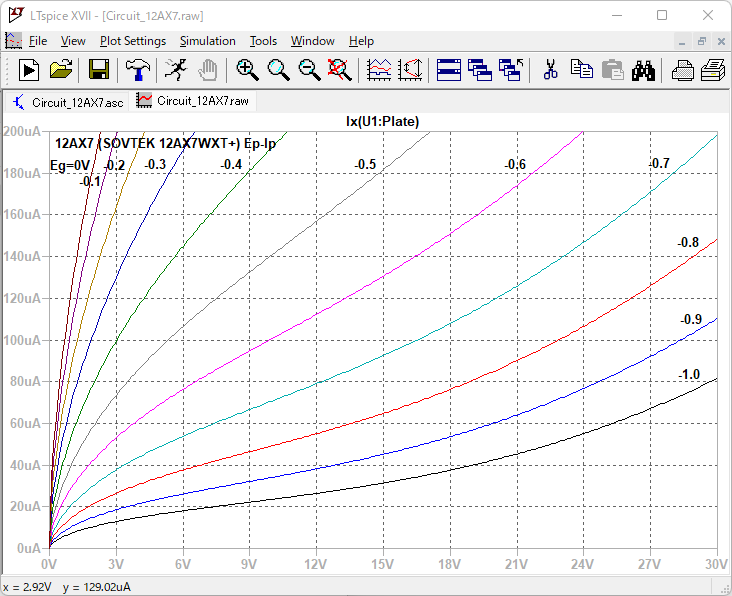 LTspice XVII - [Circuit_12AX7.raw]
File View Plot Settings Simulation Tools Window Help
Circuit_12AX7.asc Circuit_12AX7.raw
Ix(U1:Plate)
200uA
12AX7 (SOVTEK 12AX7WXT+) Ep-Ip
Eg=0V -0.2 -0.3 -0.4 -0.5 -0.6 -0.7
180uA
-0.1
160uA
-0.8
140uA
120uA
-0.9
100uA
-1.0
80uA
60uA
40uA
20uA
0uA
0V 3V 6V 9V 12V 15V 18V 21V 24V 27V 30V
x = 2.92V y = 129.02uA